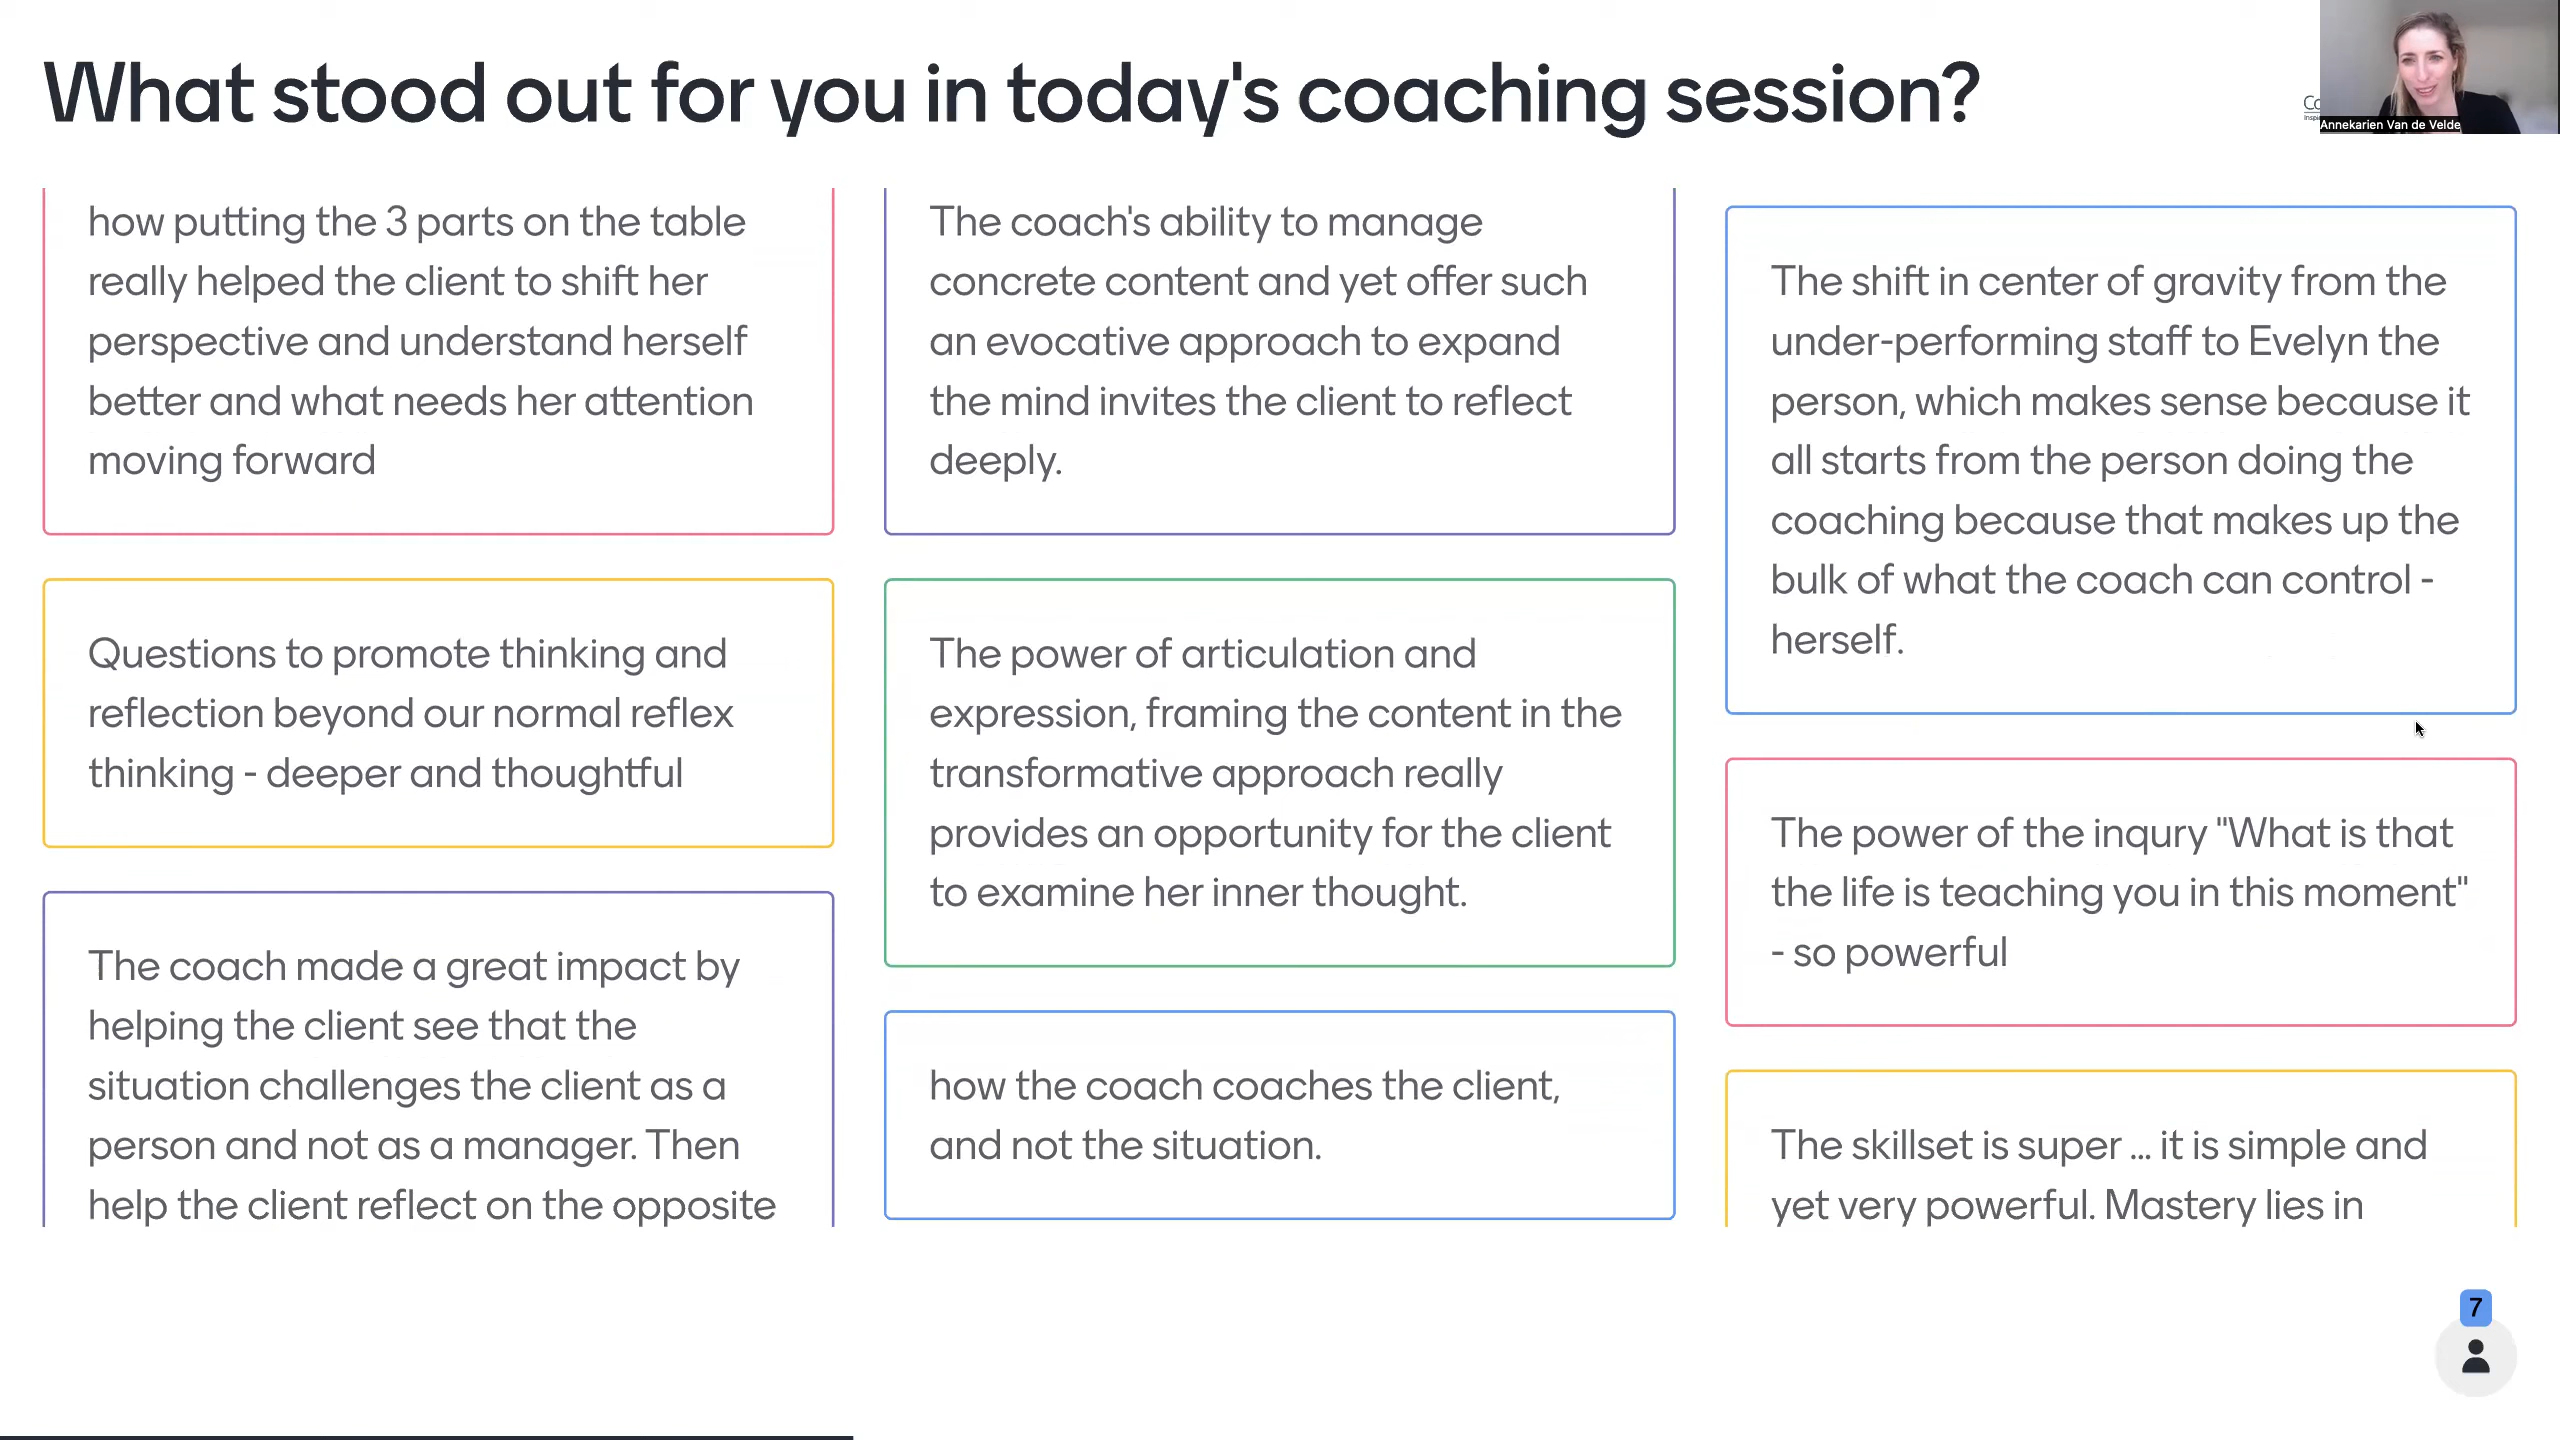 What stood out for you in today's coaching session?
Annekarien Van de Velde
how putting the 3 parts on the table
really helped the client to shift her
perspective and understand herself
better and what needs her attention
moving forward
Questions to promote thinking and
reflection beyond our normal reflex
thinking - deeper and thoughtful
The coach made a great impact by
helping the client see that the
situation challenges the client as a
person and not as a manager. Then
help the client reflect on the opposite
The coach's ability to manage
concrete content and yet offer such
an evocative approach to expand
the mind invites the client to reflect
deeply.
The power of articulation and
expression, framing the content in the
transformative approach really
provides an opportunity for the client
to examine her inner thought.
how the coach coaches the client,
and not the situation.
The shift in center of gravity from the
under-performing staff to Evelyn the
person, which makes sense because it
all starts from the person doing the
coaching because that makes up the
bulk of what the coach can control -
herself.
The power of the inqury "What is that
the life is teaching you in this moment"
- so powerful
The skillset is super ... it is simple and
yet very powerful. Mastery lies in
7